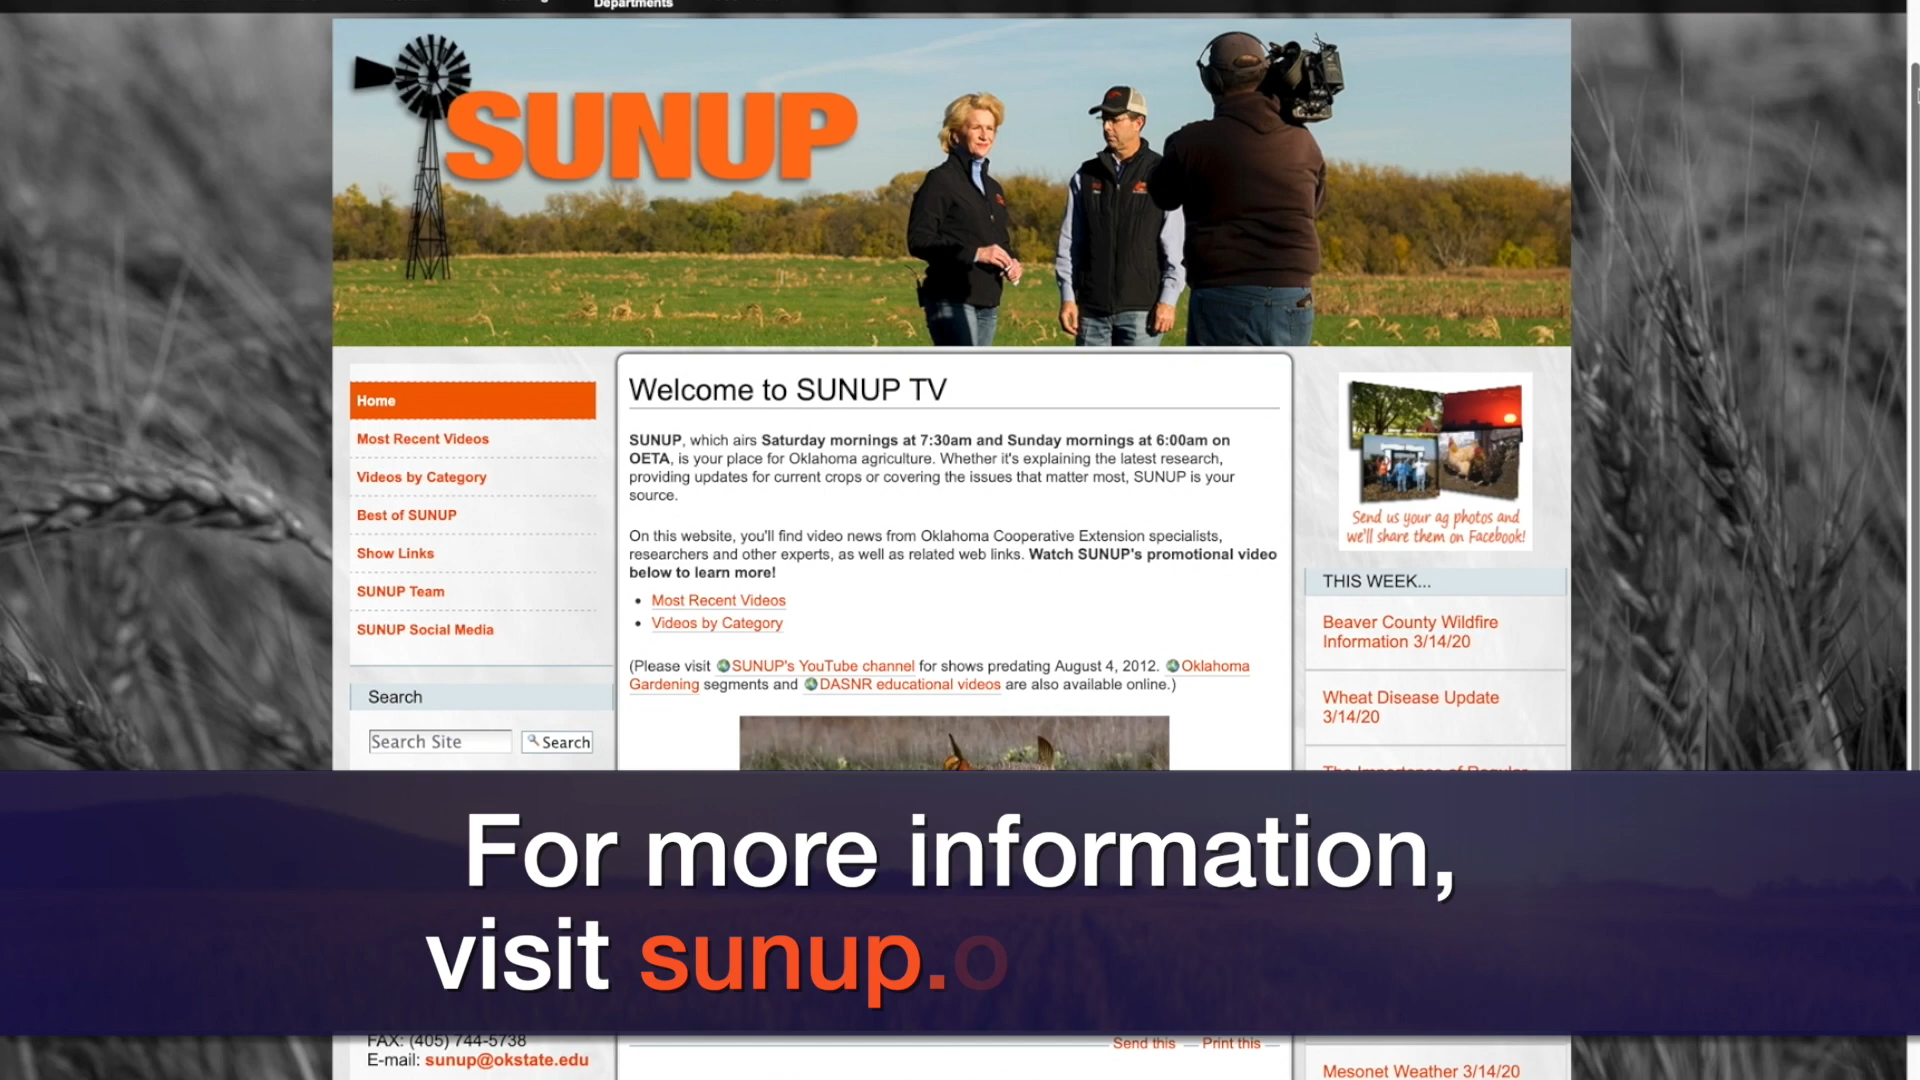 Departments
SUNUP
Home
Most Recent Videos
Videos by Category
Best of SUNUP
Show Links
SUNUP Team
SUNUP Social Media
Search
Search Site
Search
Welcome to SUNUP TV
SUNUP, which airs Saturday mornings at 7:30am and Sunday mornings at 6:00am on
OETA, is your place for Oklahoma agriculture. Whether it's explaining the latest research,
providing updates for current crops or covering the issues that matter most, SUNUP is your
source.
On this website, you'll find video news from Oklahoma Cooperative Extension specialists,
researchers and other experts, as well as related web links. Watch SUNUP's promotional video
below to learn more!
• Most Recent Videos
• Videos by Category
(Please visit SUNUP's YouTube channel for shows predating August 4, 2012. Oklahoma
Gardening segments and DASNR educational videos are also available online.)
Send us your ag photos and
we'll share them on Facebook!
THIS WEEK...
Beaver County Wildfire
Information 3/14/20
Wheat Disease Update
3/14/20
The Importance of Regular
For more information,
visit sunup.o
FAX: (405) 744-5738
E-mail: sunup@okstate.edu
Send this — Print this —
Mesonet Weather 3/14/20